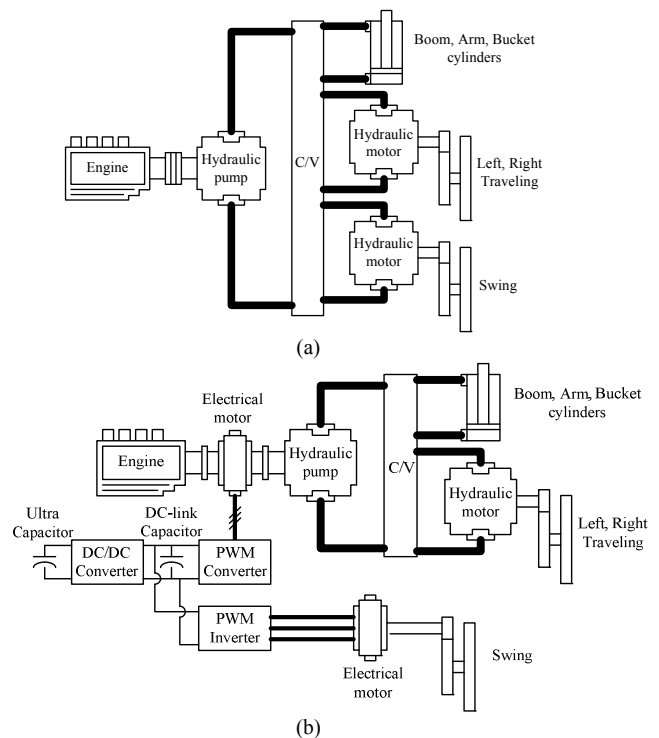 Boom, Arm, Bucket
cylinders
Engine
Hydraulic
pump
C/V
Hydraulic
motor
Left, Right
Traveling
Hydraulic
motor
Swing
(a)
Electrical
motor
Boom, Arm, Bucket
cylinders
Engine
Hydraulic
pump
C/V
Hydraulic
motor
Left, Right
Traveling
Ultra
Capacitor
DC-link
Capacitor
DC/DC
Converter
PWM
Converter
PWM
Inverter
Electrical
motor
Swing
(b)